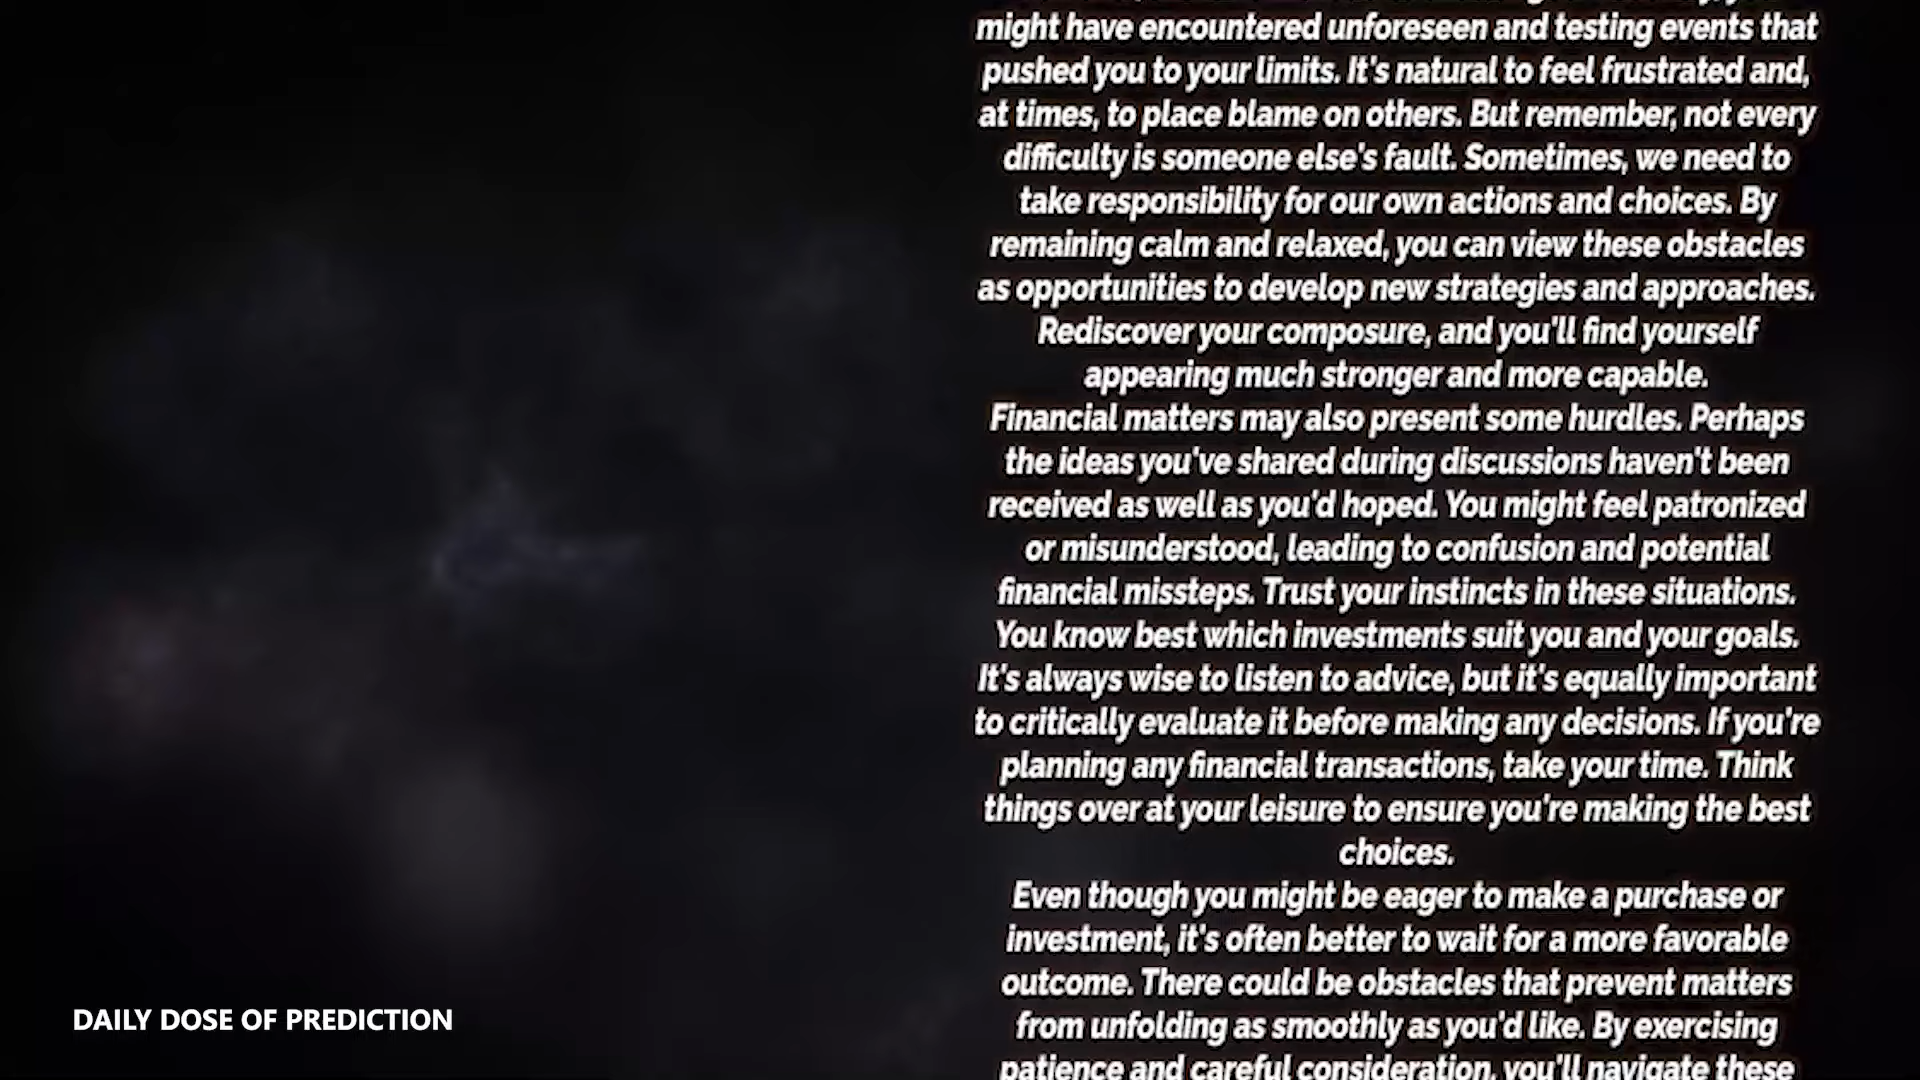 might have encountered unforeseen and testing events that
pushed you to your limits. It's natural to feel frustrated and,
at times, to place blame on others. But remember, not every
difficulty is someone else's fault. Sometimes, we need to
take responsibility for our own actions and choices. By
remaining calm and relaxed, you can view these obstacles
as opportunities to develop new strategies and approaches.
Rediscover your composure, and you'll find yourself
appearing much stronger and more capable.
Financial matters may also present some hurdles. Perhaps
the ideas you've shared during discussions haven't been
received as well as you'd hoped. You might feel patronized
or misunderstood, leading to confusion and potential
financial missteps. Trust your instincts in these situations.
You know best which investments suit you and your goals.
It's always wise to listen to advice, but it's equally important
to critically evaluate it before making any decisions. If you're
planning any financial transactions, take your time. Think
things over at your leisure to ensure you're making the best
choices.
Even though you might be eager to make a purchase or
investment, it's often better to wait for a more favorable
outcome. There could be obstacles that prevent matters
from unfolding as smoothly as you'd like. By exercising
patience and careful consideration, you'll navigate these
DAILY DOSE OF PREDICTION